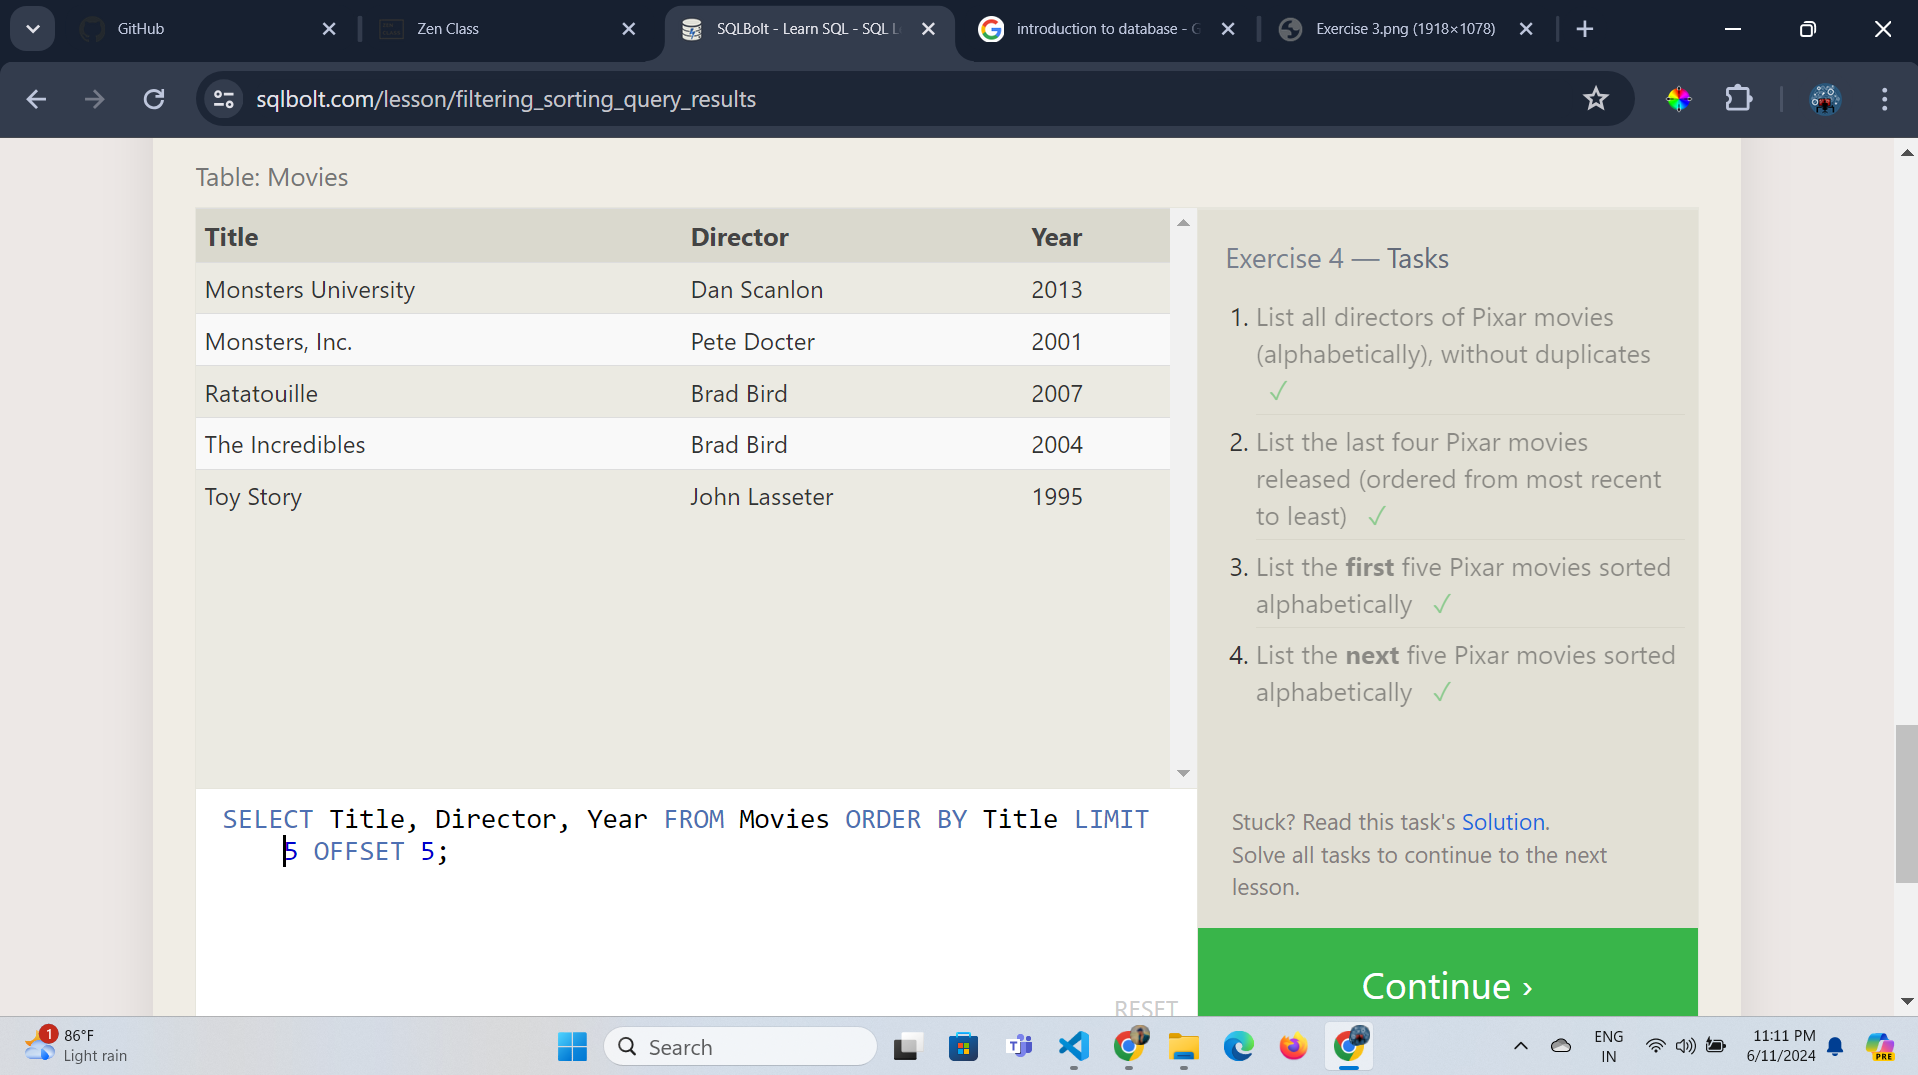 GitHub
Zen Class
SQLBolt - Learn SQL - SQL L
introduction to database - G
Exercise 3.png (1918×1078)
sqlbolt.com/lesson/filtering_sorting_query_results
Table: Movies
Title Director Year
Monsters University Dan Scanlon 2013
Monsters, Inc. Pete Docter 2001
Ratatouille Brad Bird 2007
The Incredibles Brad Bird 2004
Toy Story John Lasseter 1995
SELECT Title, Director, Year FROM Movies ORDER BY Title LIMIT
5 OFFSET 5;
RESET
Exercise 4 — Tasks
1. List all directors of Pixar movies
(alphabetically), without duplicates
✓
2. List the last four Pixar movies
released (ordered from most recent
to least) ✓
3. List the first five Pixar movies sorted
alphabetically ✓
4. List the next five Pixar movies sorted
alphabetically ✓
Stuck? Read this task's Solution.
Solve all tasks to continue to the next
lesson.
Continue ›
1
86°F
Light rain
Search
ENG
IN
11:11 PM
6/11/2024
PRE